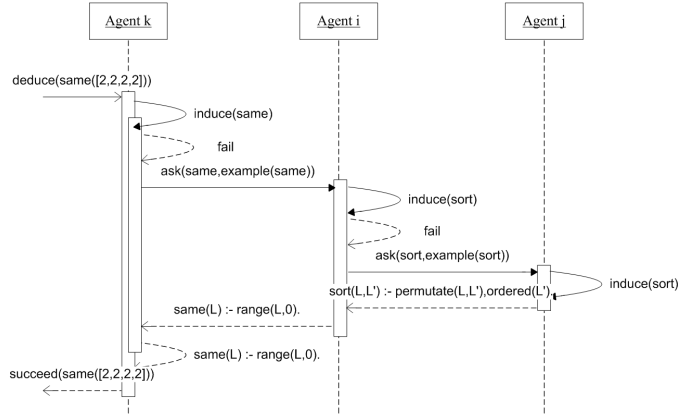 Agent k
Agent i
Agent j
deduce(same([2,2,2,2]))
induce(same)
fail
ask(same,example(same))
induce(sort)
fail
ask(sort,example(sort))
induce(sort)
sort(L,L') :- permutate(L,L'),ordered(L').
same(L) :- range(L,0).
same(L) :- range(L,0).
succeed(same([2,2,2,2]))